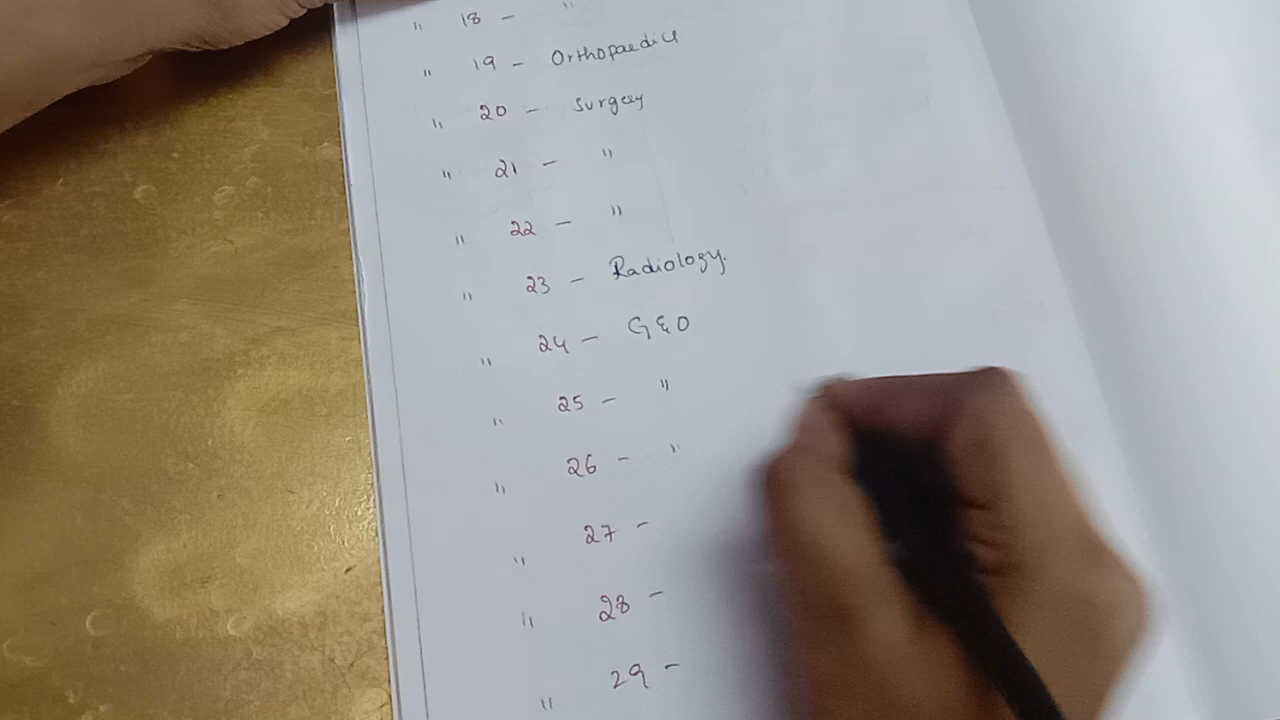 " 18 - "
" 19 - Orthopaedics
" 20 - Surgery
" 21 - "
" 22 - "
" 23 - Radiology.
" 24 - G & O
" 25 - "
" 26 - "
" 27 -
" 28 -
" 29 -